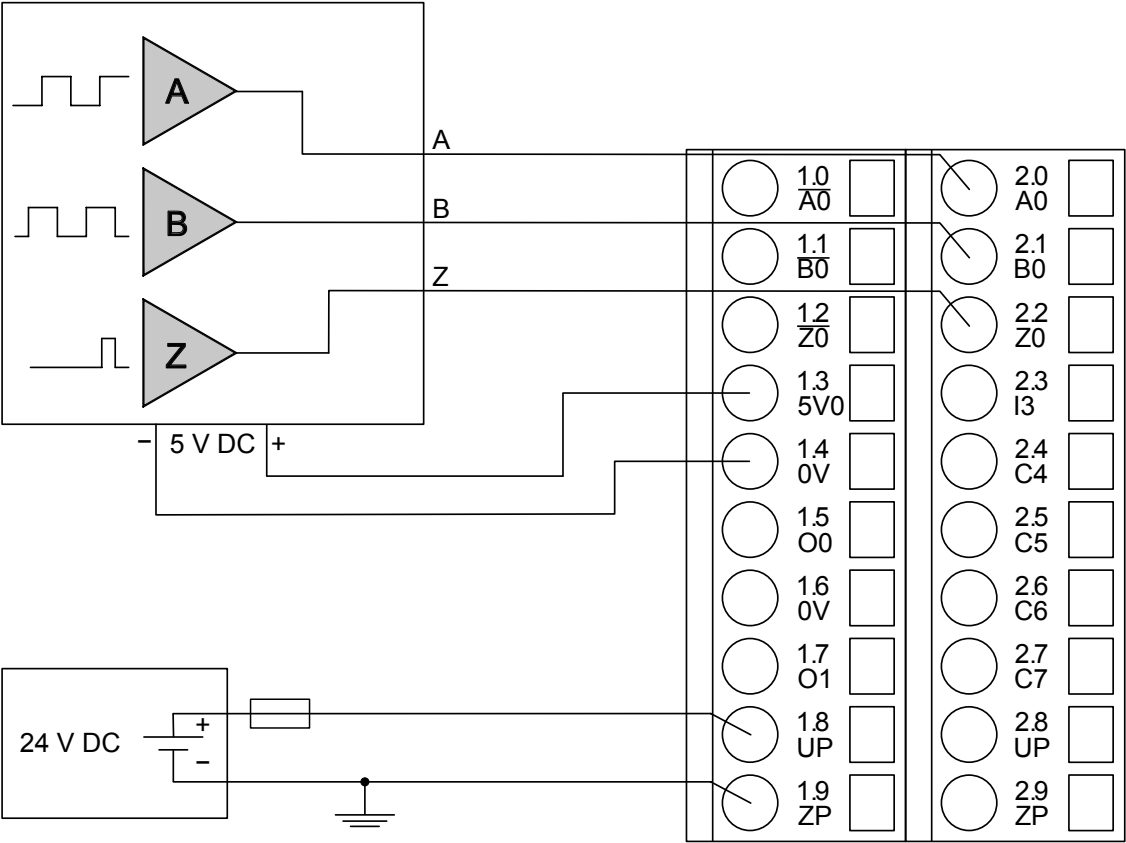 A
A
B
B
Z
Z
− 5 V DC +
24 V DC
+
−
1.0
A̅0̅
1.1
B̅0̅
1.2
Z̅0̅
1.3
5V0
1.4
0V
1.5
O0
1.6
0V
1.7
O1
1.8
UP
1.9
ZP
2.0
A0
2.1
B0
2.2
Z0
2.3
I3
2.4
C4
2.5
C5
2.6
C6
2.7
C7
2.8
UP
2.9
ZP